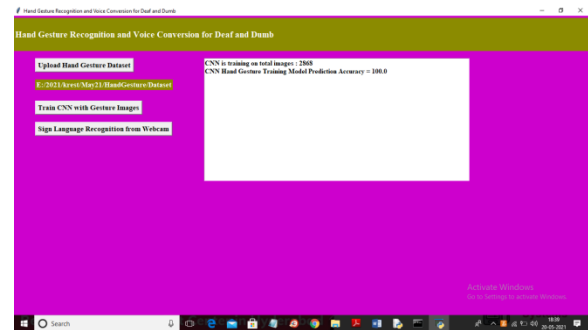 Hand Gesture Recognition and Voice Conversion for Deaf and Dumb
Hand Gesture Recognition and Voice Conversion for Deaf and Dumb
Upload Hand Gesture Dataset
E:/2021/krest/May21/HandGesture/Dataset
Train CNN with Gesture Images
Sign Language Recognition from Webcam
CNN is training on total images : 2868
CNN Hand Gesture Training Model Prediction Accuracy = 100.0
Activate Windows
Go to Settings to activate Windows.
Search
18:39
20-05-2021